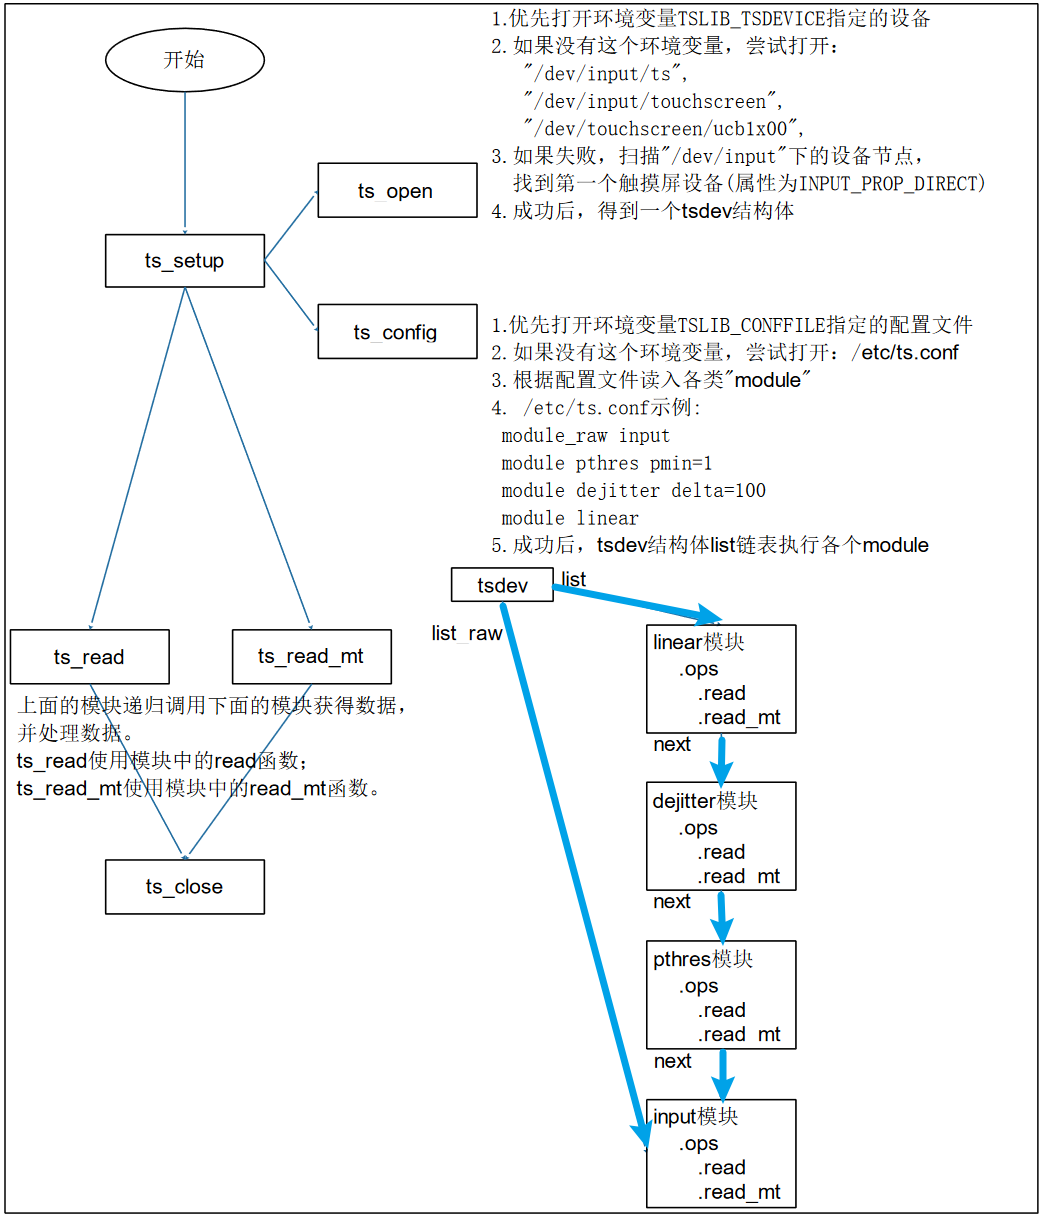 开始
ts_setup
ts_open
1.优先打开环境变量TSLIB_TSDEVICE指定的设备
2.如果没有这个环境变量，尝试打开：
"/dev/input/ts",
"/dev/input/touchscreen",
"/dev/touchscreen/ucb1x00",
3.如果失败，扫描"/dev/input"下的设备节点，
找到第一个触摸屏设备(属性为INPUT_PROP_DIRECT)
4.成功后，得到一个tsdev结构体
ts_config
1.优先打开环境变量TSLIB_CONFFILE指定的配置文件
2.如果没有这个环境变量，尝试打开：/etc/ts.conf
3.根据配置文件读入各类"module"
4. /etc/ts.conf示例:
module_raw input
module pthres pmin=1
module dejitter delta=100
module linear
5.成功后，tsdev结构体list链表执行各个module
ts_read
ts_read_mt
上面的模块递归调用下面的模块获得数据，
并处理数据。
ts_read使用模块中的read函数；
ts_read_mt使用模块中的read_mt函数。
ts_close
tsdev
list
list_raw
linear模块
.ops
.read
.read_mt
next
dejitter模块
.ops
.read
.read_mt
next
pthres模块
.ops
.read
.read_mt
next
input模块
.ops
.read
.read_mt